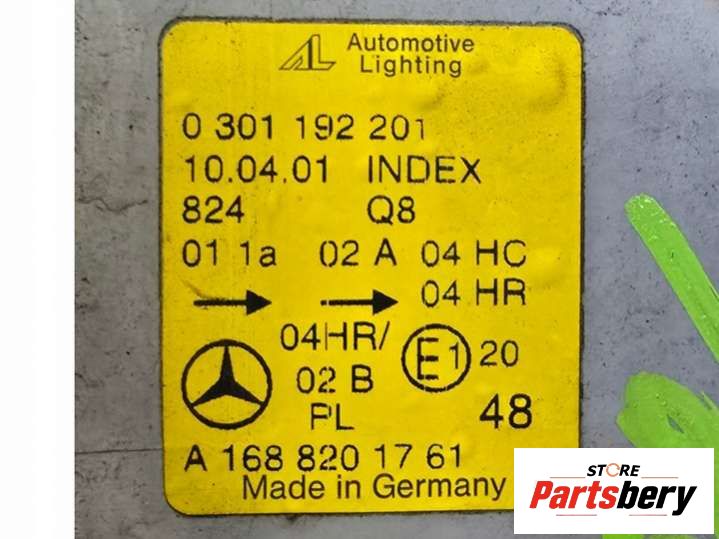 AL Automotive
Lighting
0 301 192 201
10.04.01 INDEX
824 Q8
01 1a 02 A 04 HC
04 HR
04HR/
02 B
PL
E1 20
48
A 168 820 17 61
Made in Germany
STORE
Partsbery